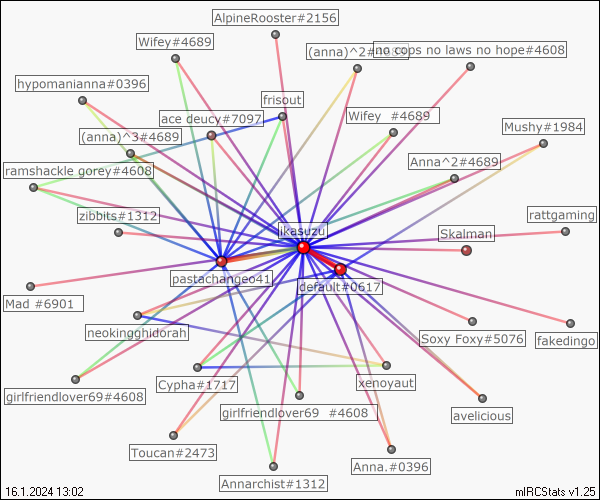 AlpineRooster#2156
Wifey#4689
(anna)^2#4689
no cops no laws no hope#4608
hypomanianna#0396
frisout
ace deucy#7097
Wifey  #4689
Mushy#1984
(anna)^3#4689
ramshackle gorey#4608
Anna^2#4689
zibbits#1312
rattgaming
ikasuzu
Skalman
pastachangeo41
default#0617
Mad #6901
neokingghidorah
Soxy Foxy#5076
fakedingo
girlfriendlover69#4608
Cypha#1717
xenoyaut
girlfriendlover69  #4608
avelicious
Toucan#2473
Anna.#0396
Annarchist#1312
16.1.2024 13:02
mIRCStats v1.25